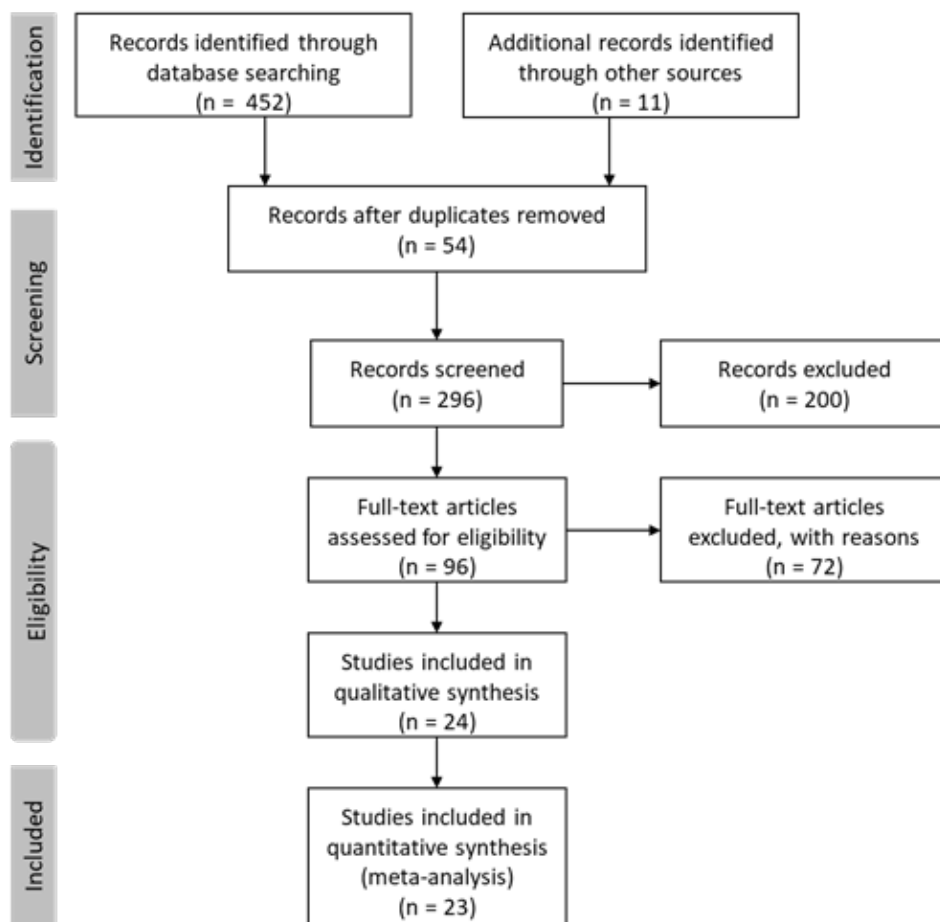 Identification
Records identified through
database searching
(n = 452)
Additional records identified
through other sources
(n = 11)
Screening
Records after duplicates removed
(n = 54)
Records screened
(n = 296)
Records excluded
(n = 200)
Eligibility
Full-text articles
assessed for eligibility
(n = 96)
Full-text articles
excluded, with reasons
(n = 72)
Studies included in
qualitative synthesis
(n = 24)
Included
Studies included in
quantitative synthesis
(meta-analysis)
(n = 23)